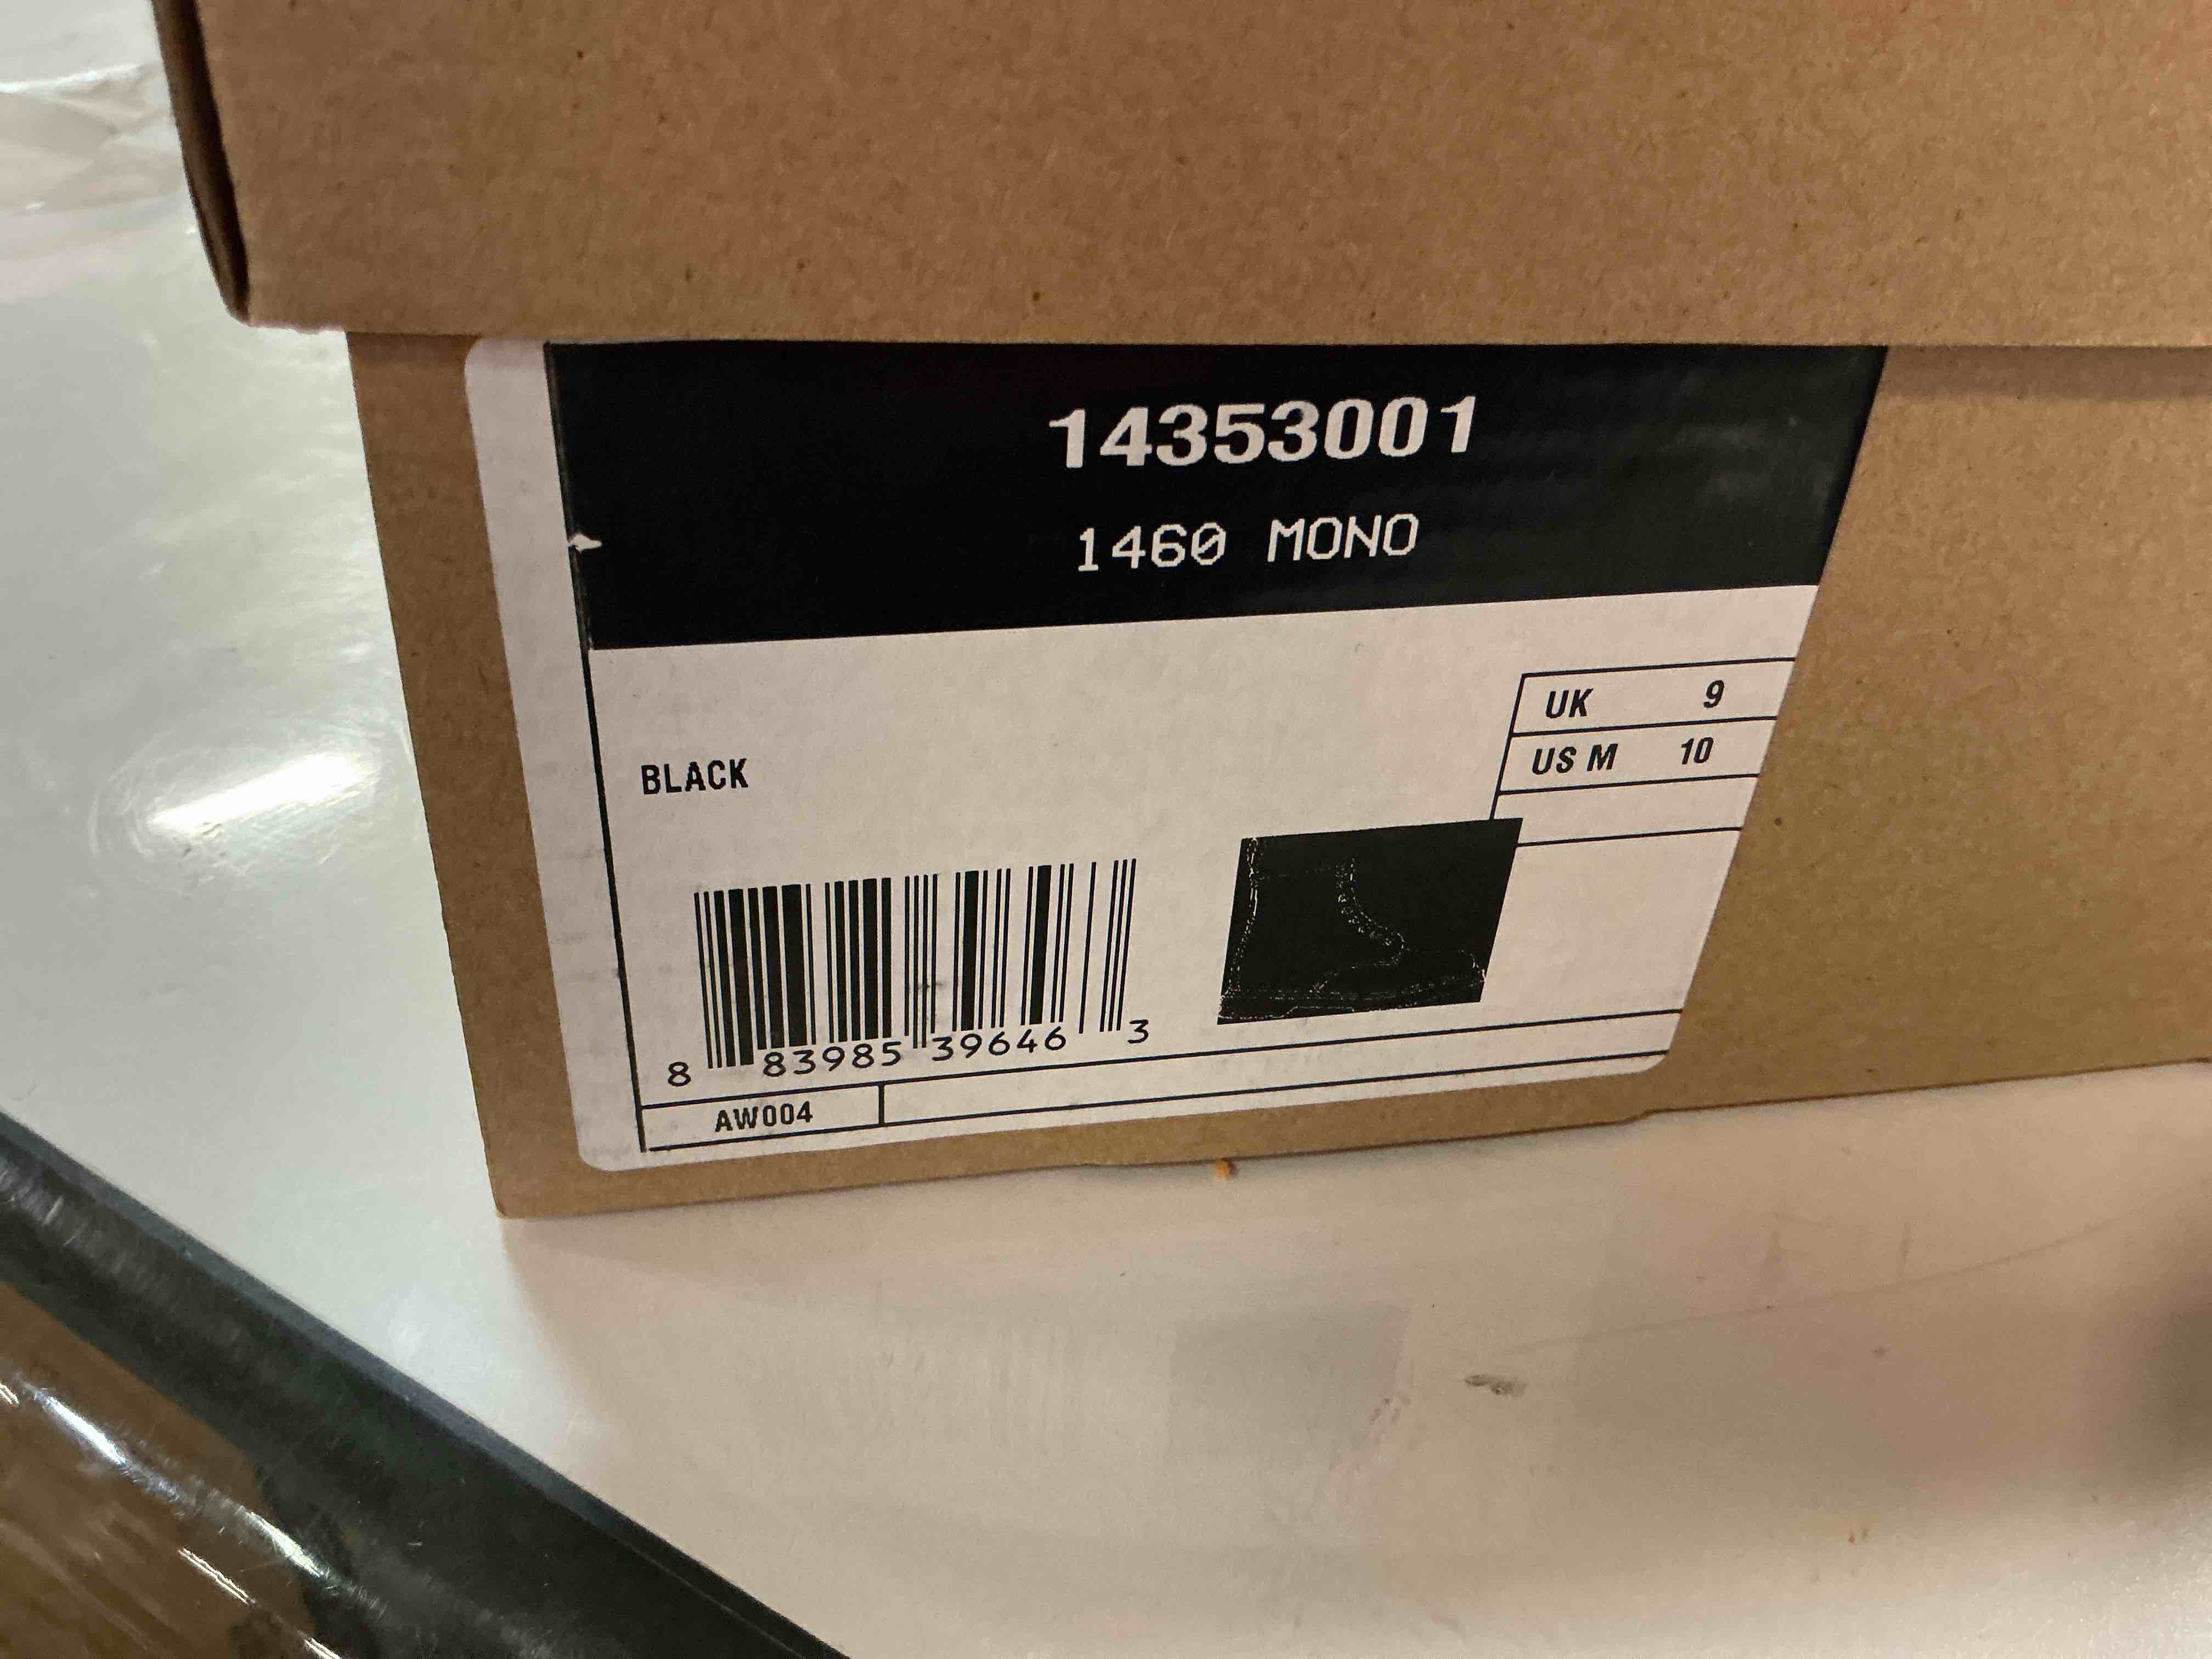 14353001
1460 MONO
UK 9
US M 10
BLACK
8 83985 39646 3
AW004